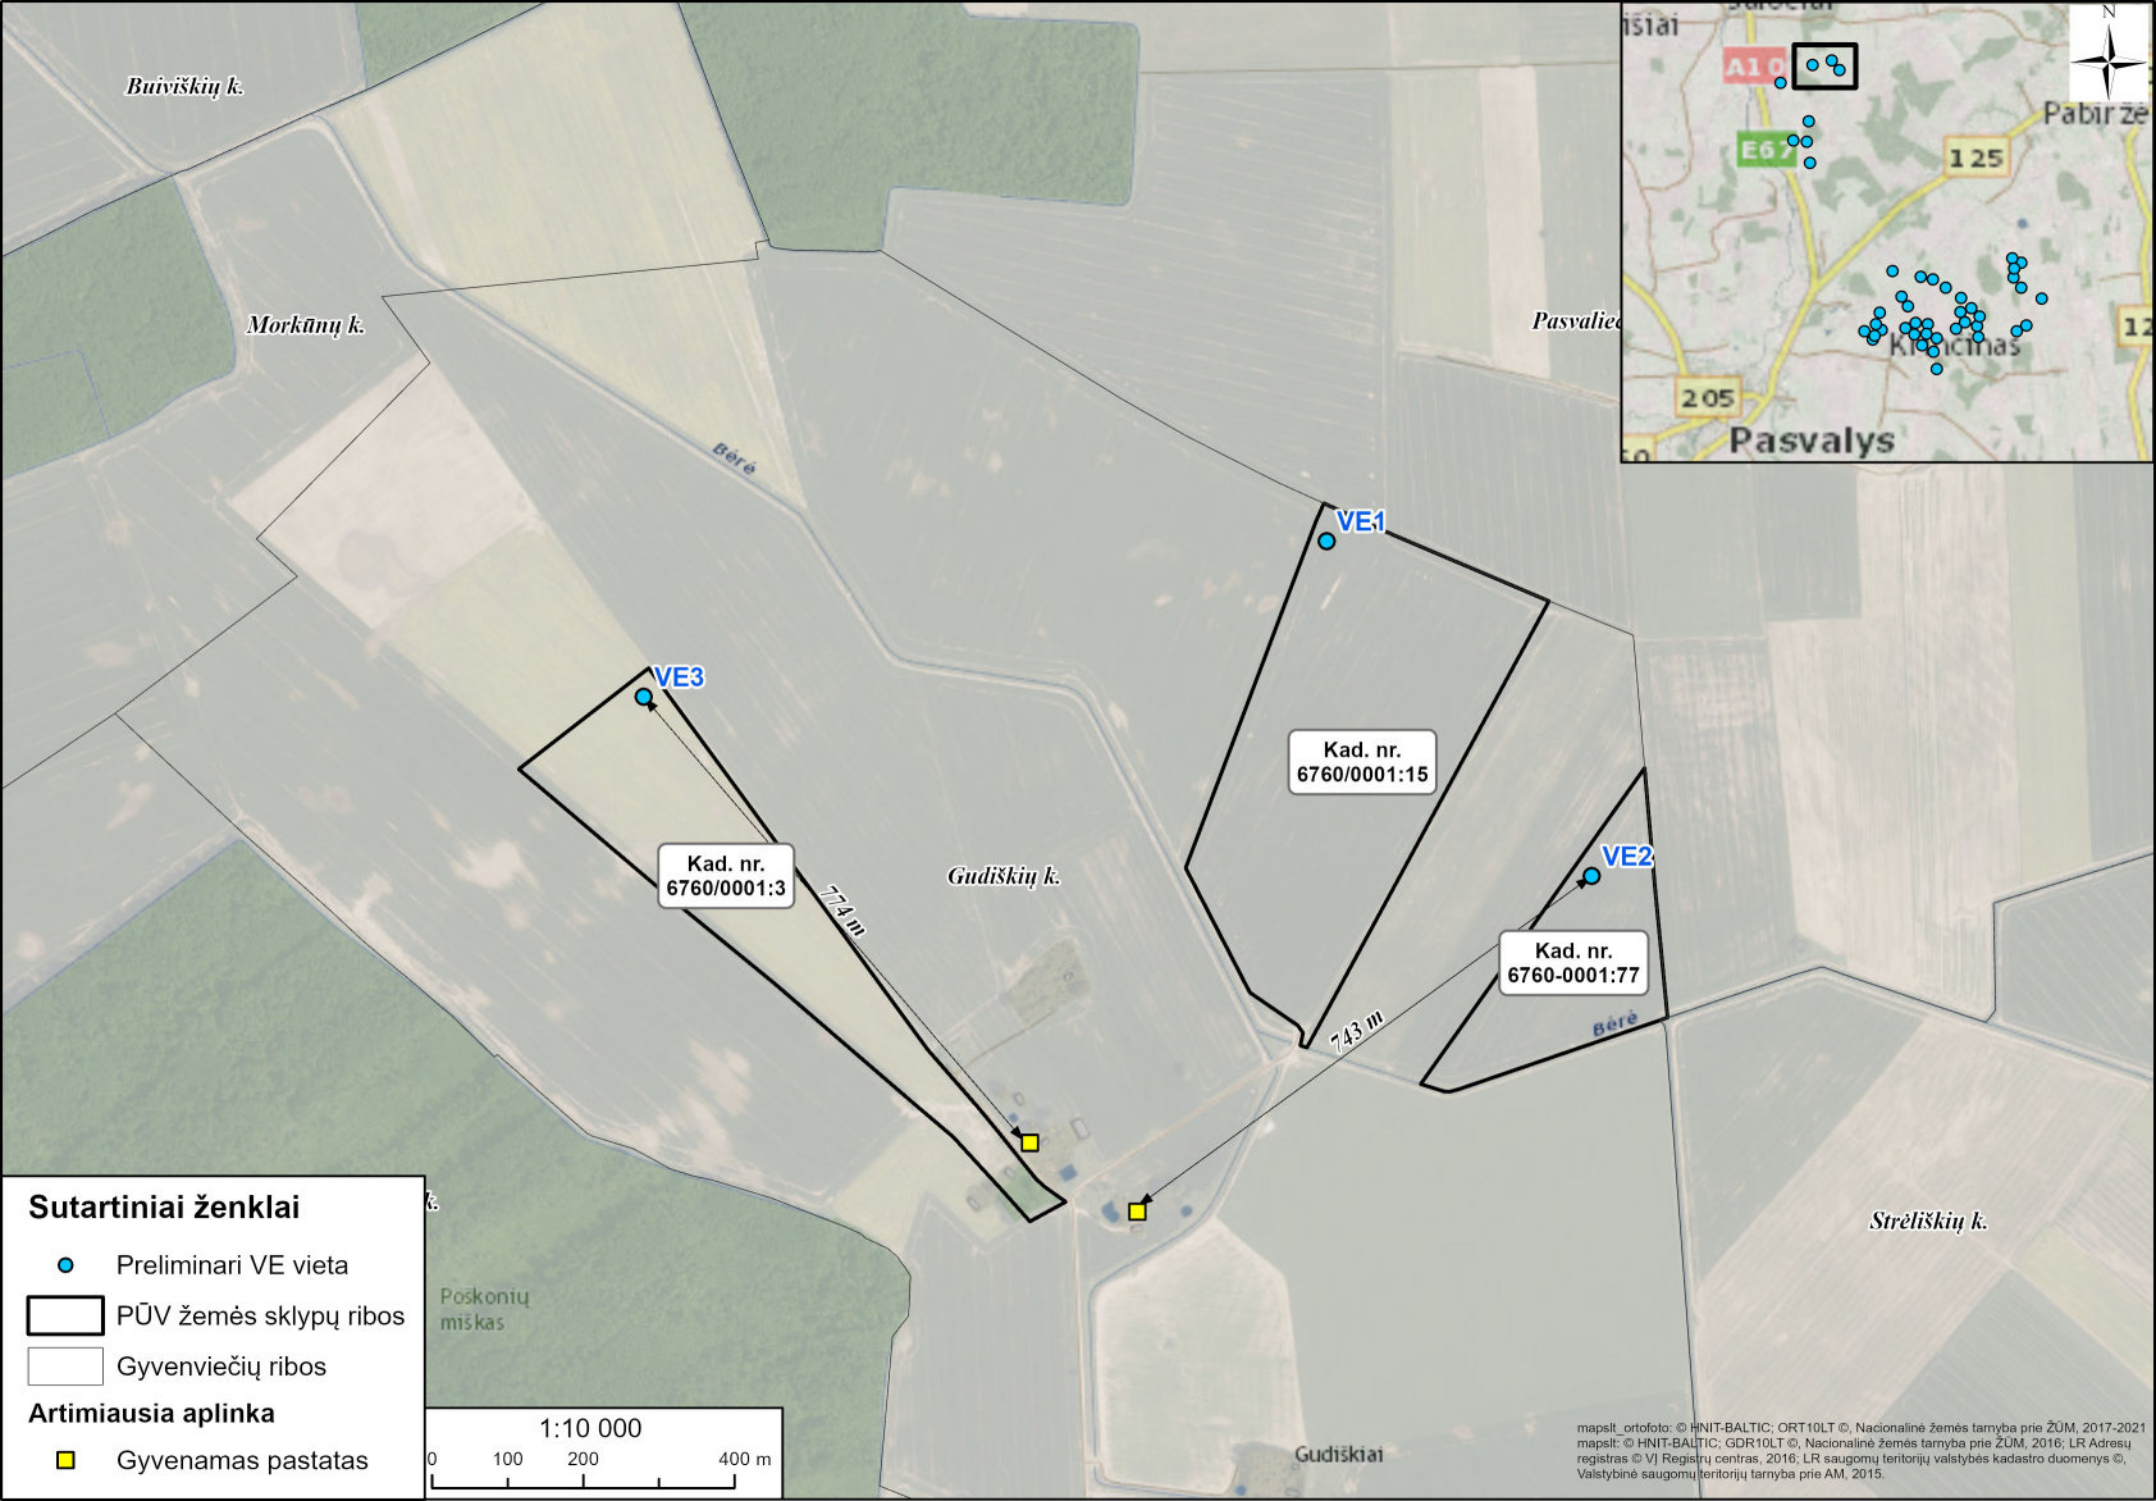 Buiviškių k.
Morkūnų k.
Bėrė
VE1
VE3
Kad. nr.
6760/0001:15
VE2
Kad. nr.
6760/0001:3
774 m
Gudiškių k.
Kad. nr.
6760-0001:77
743 m
Bėrė
Strėliškių k.
k.
Poškonių
miškas
Gudiškiai
N
A10
E67
125
205
Pasvalys
Sutartiniai ženklai
Preliminari VE vieta
PŪV žemės sklypų ribos
Gyvenviečių ribos
Artimiausia aplinka
Gyvenamas pastatas
1:10 000
0 100 200 400 m
mapslt_ortofoto: © HNIT-BALTIC; ORT10LT ©, Nacionalinė žemės tarnyba prie ŽŪM, 2017-2021
mapslt: © HNIT-BALTIC; GDR10LT ©, Nacionalinė žemės tarnyba prie ŽŪM, 2016; LR Adresų
registras © VĮ Registrų centras, 2016; LR saugomų teritorijų valstybės kadastro duomenys ©,
Valstybinė saugomų teritorijų tarnyba prie AM, 2015.